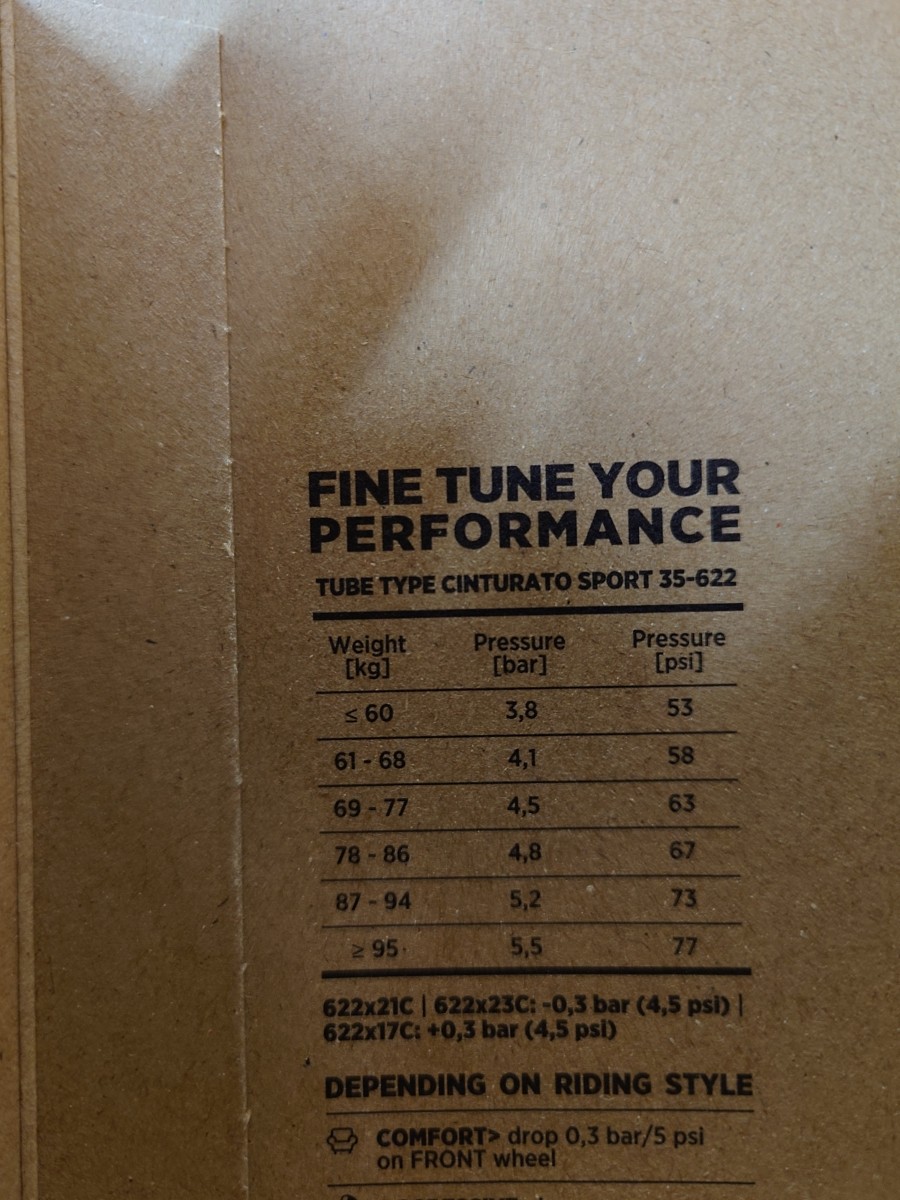 FINE TUNE YOUR
PERFORMANCE
TUBE TYPE CINTURATO SPORT 35-622
Weight Pressure Pressure
[kg] [bar] [psi]
≤ 60 3,8 53
61 - 68 4,1 58
69 - 77 4,5 63
78 - 86 4,8 67
87 - 94 5,2 73
≥ 95 5,5 77
622x21C | 622x23C: -0,3 bar (4,5 psi) |
622x17C: +0,3 bar (4,5 psi)
DEPENDING ON RIDING STYLE
COMFORT> drop 0,3 bar/5 psi
on FRONT wheel